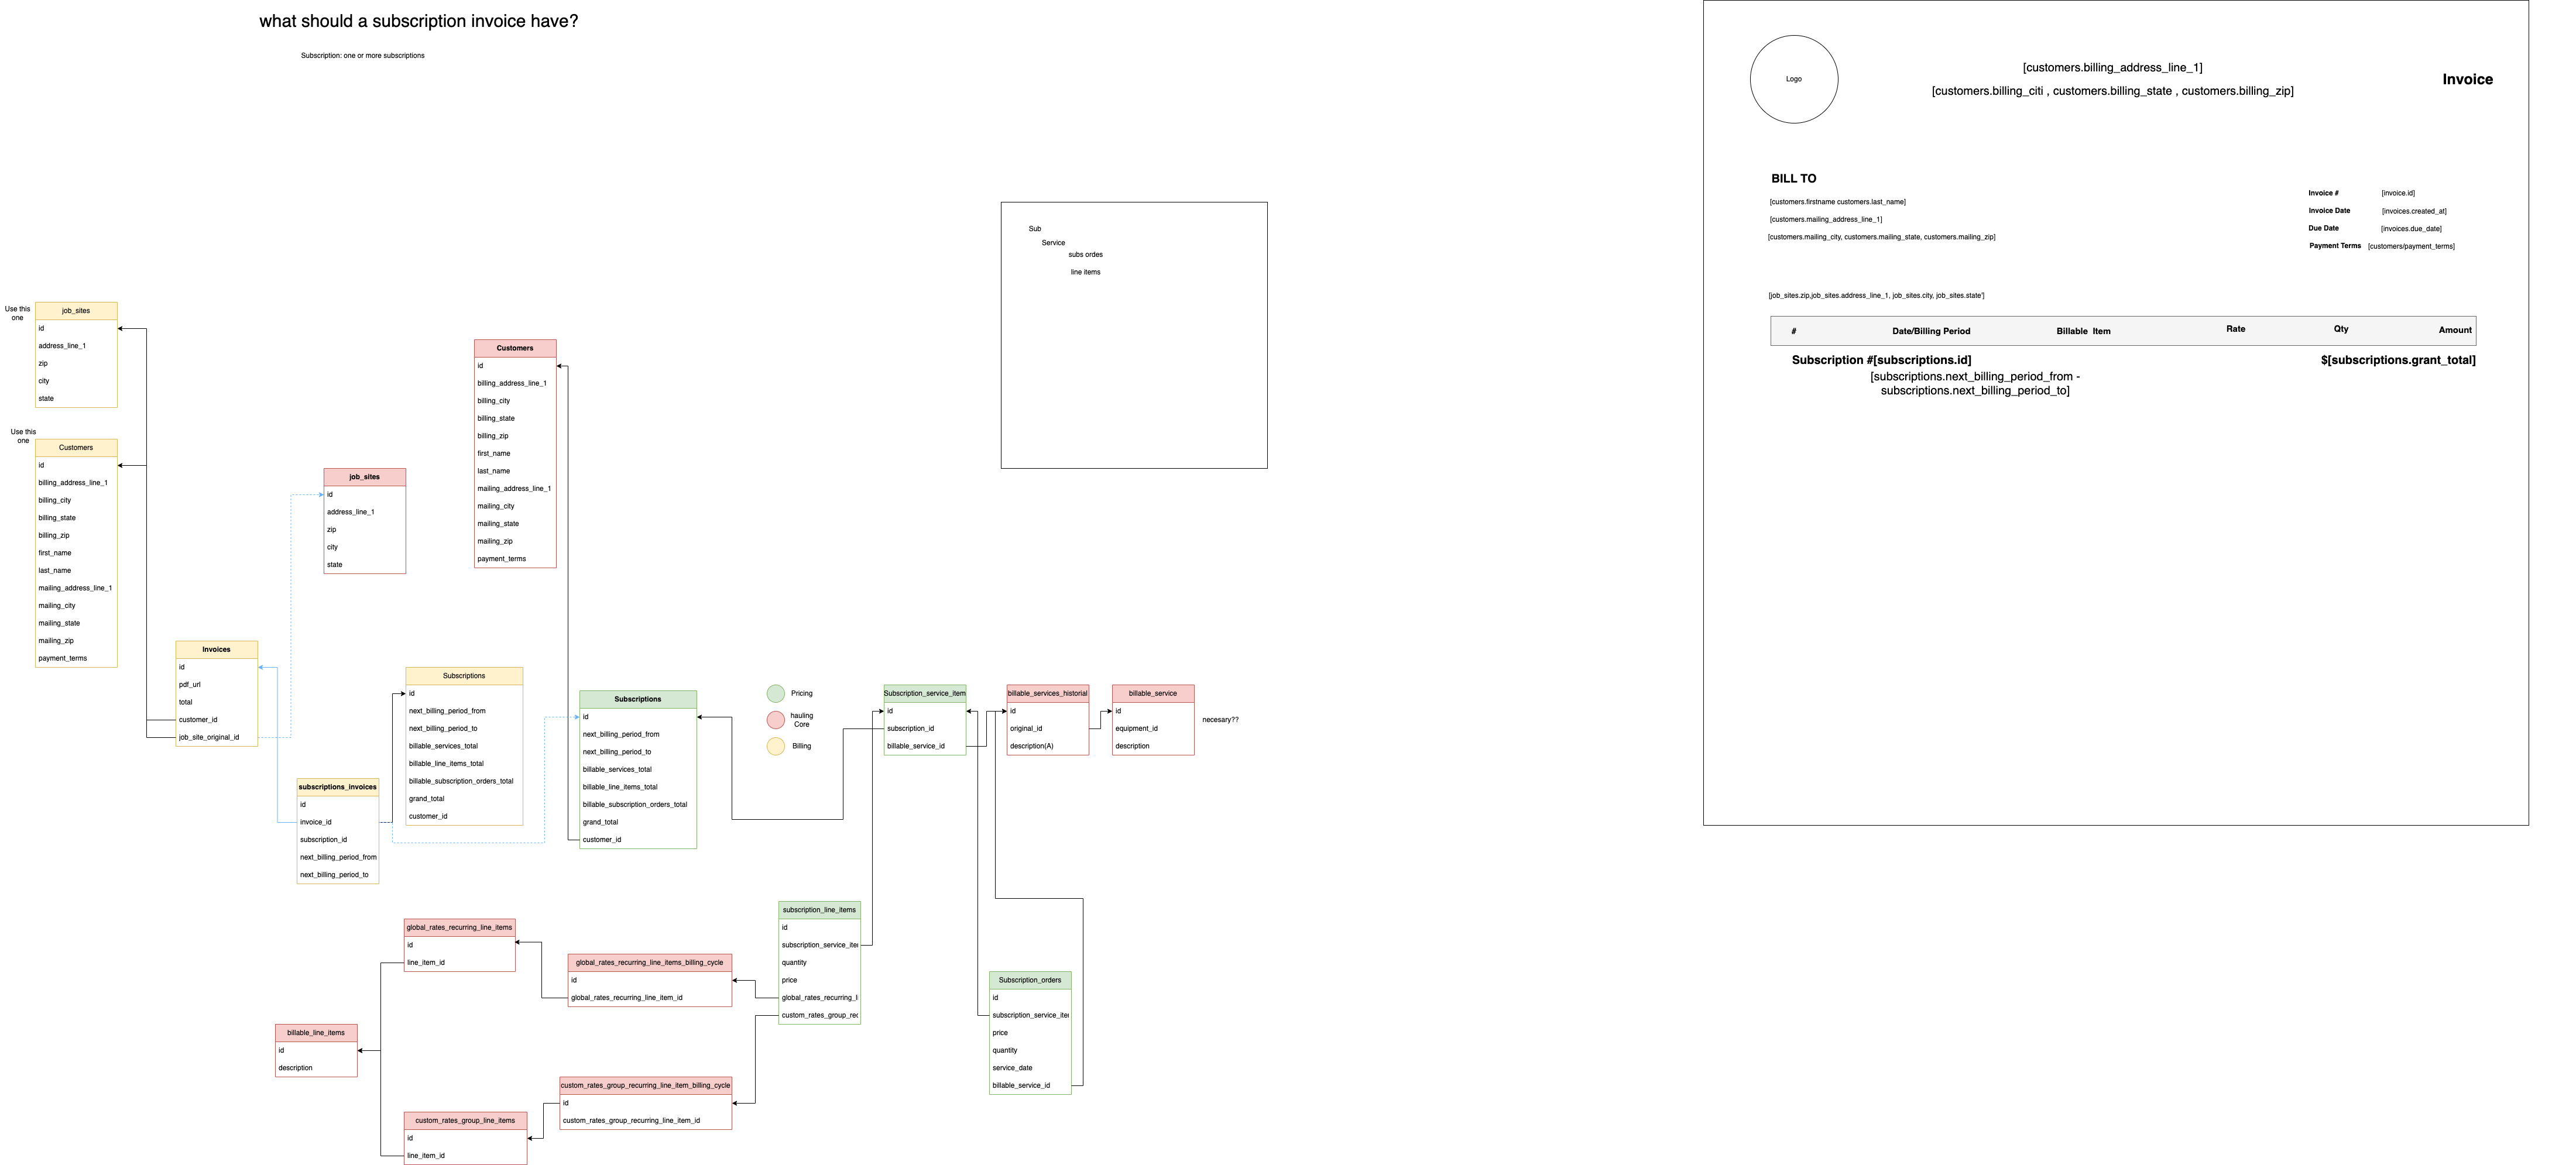 what should a subscription invoice have?
Subscription: one or more subscriptions
Use this
one
job_sites
id
address_line_1
zip
city
state
Use this
one
Customers
id
billing_address_line_1
billing_city
billing_state
billing_zip
first_name
last_name
mailing_address_line_1
mailing_city
mailing_state
mailing_zip
payment_terms
job_sites
id
address_line_1
zip
city
state
Customers
id
billing_address_line_1
billing_city
billing_state
billing_zip
first_name
last_name
mailing_address_line_1
mailing_city
mailing_state
mailing_zip
payment_terms
Invoices
id
pdf_url
total
customer_id
job_site_original_id
subscriptions_invoices
id
invoice_id
subscription_id
next_billing_period_from
next_billing_period_to
Subscriptions
id
next_billing_period_from
next_billing_period_to
billable_services_total
billable_line_items_total
billable_subscription_orders_total
grand_total
customer_id
Subscriptions
id
next_billing_period_from
next_billing_period_to
billable_services_total
billable_line_items_total
billable_subscription_orders_total
grand_total
customer_id
Pricing
hauling
Core
Billing
Subscription_service_item
id
subscription_id
billable_service_id
billable_services_historial
id
original_id
description(A)
billable_service
id
equipment_id
description
necesary??
subscription_line_items
id
subscription_service_ite
quantity
price
global_rates_recurring_l
custom_rates_group_rec
Subscription_orders
id
subscription_service_ite
price
quantity
service_date
billable_service_id
global_rates_recurring_line_items
id
line_item_id
global_rates_recurring_line_items_billing_cycle
id
global_rates_recurring_line_item_id
billable_line_items
id
description
custom_rates_group_recurring_line_item_billing_cycle
id
custom_rates_group_recurring_line_item_id
custom_rates_group_line_items
id
line_item_id
Sub
Service
subs ordes
line items
Logo
[customers.billing_address_line_1]
[customers.billing_citi , customers.billing_state , customers.billing_zip]
Invoice
BILL TO
[customers.firstname customers.last_name]
[customers.mailing_address_line_1]
[customers.mailing_city, customers.mailing_state, customers.mailing_zip]
Invoice # [invoice.id]
Invoice Date [invoices.created_at]
Due Date [invoices.due_date]
Payment Terms [customers/payment_terms]
[job_sites.zip,job_sites.address_line_1, job_sites.city, job_sites.state']
# Date/Billing Period Billable Item Rate Qty Amount
Subscription #[subscriptions.id] $[subscriptions.grant_total]
[subscriptions.next_billing_period_from -
subscriptions.next_billing_period_to]